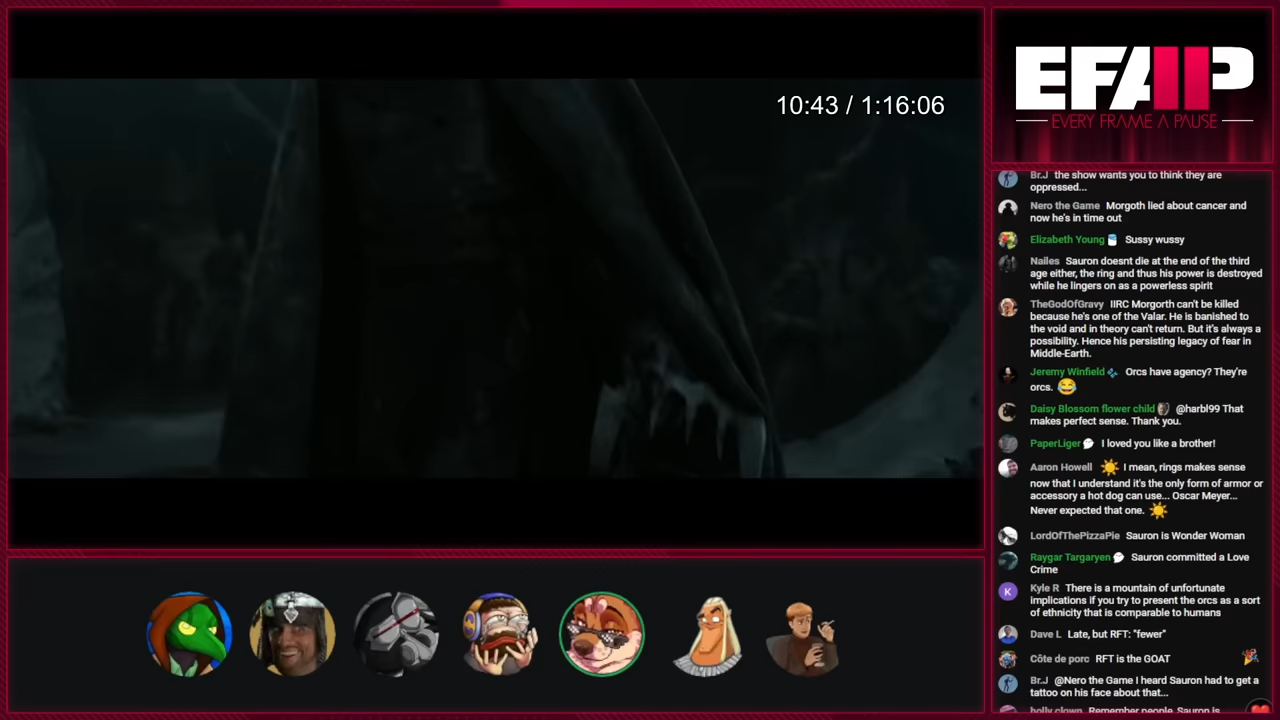 10:43 / 1:16:06
EFAP
EVERY FRAME A PAUSE
Br.J the show wants you to think they are
oppressed...
Nero the Game Morgoth lied about cancer and
now he's in time out
Elizabeth Young Sussy wussy
Nailes Sauron doesnt die at the end of the third
age either, the ring and thus his power is destroyed
while he lingers on as a powerless spirit
TheGodOfGravy IIRC Morgorth can't be killed
because he's one of the Valar. He is banished to
the void and in theory can't return. But it's always a
possibility. Hence his persisting legacy of fear in
Middle-Earth.
Jeremy Winfield Orcs have agency? They're
orcs. 😂
Daisy Blossom flower child @harbl99 That
makes perfect sense. Thank you.
PaperLiger I loved you like a brother!
Aaron Howell ☀️ I mean, rings makes sense
now that I understand it's the only form of armor or
accessory a hot dog can use... Oscar Meyer...
Never expected that one. ☀️
LordOfThePizzaPie Sauron is Wonder Woman
Raygar Targaryen Sauron committed a Love
Crime
K
Kyle R There is a mountain of unfortunate
implications if you try to present the orcs as a sort
of ethnicity that is comparable to humans
Dave L Late, but RFT: "fewer"
Côte de porc RFT is the GOAT
Br.J @Nero the Game I heard Sauron had to get a
tattoo on his face about that...
holly clown Remember people, Sauron is